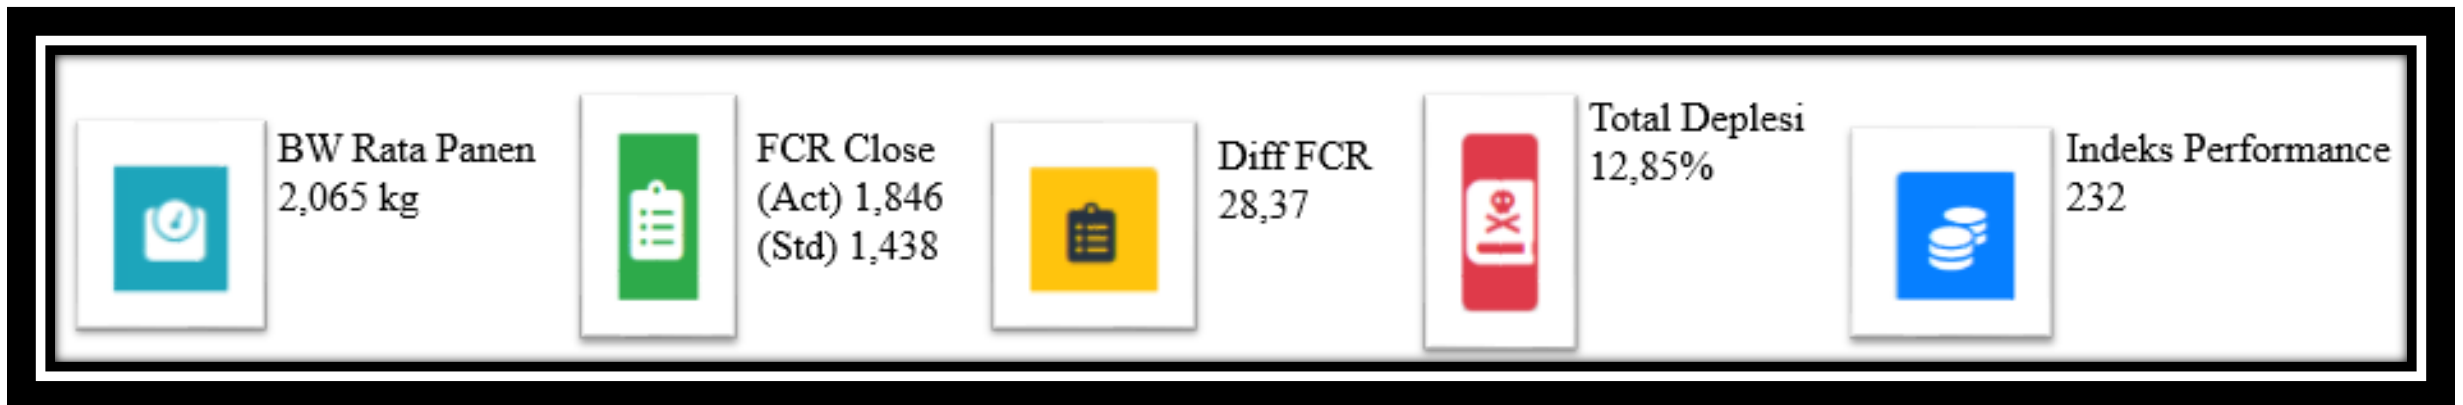 BW Rata Panen
2,065 kg
FCR Close
(Act) 1,846
(Std) 1,438
Diff FCR
28,37
Total Deplesi
12,85%
Indeks Performance
232